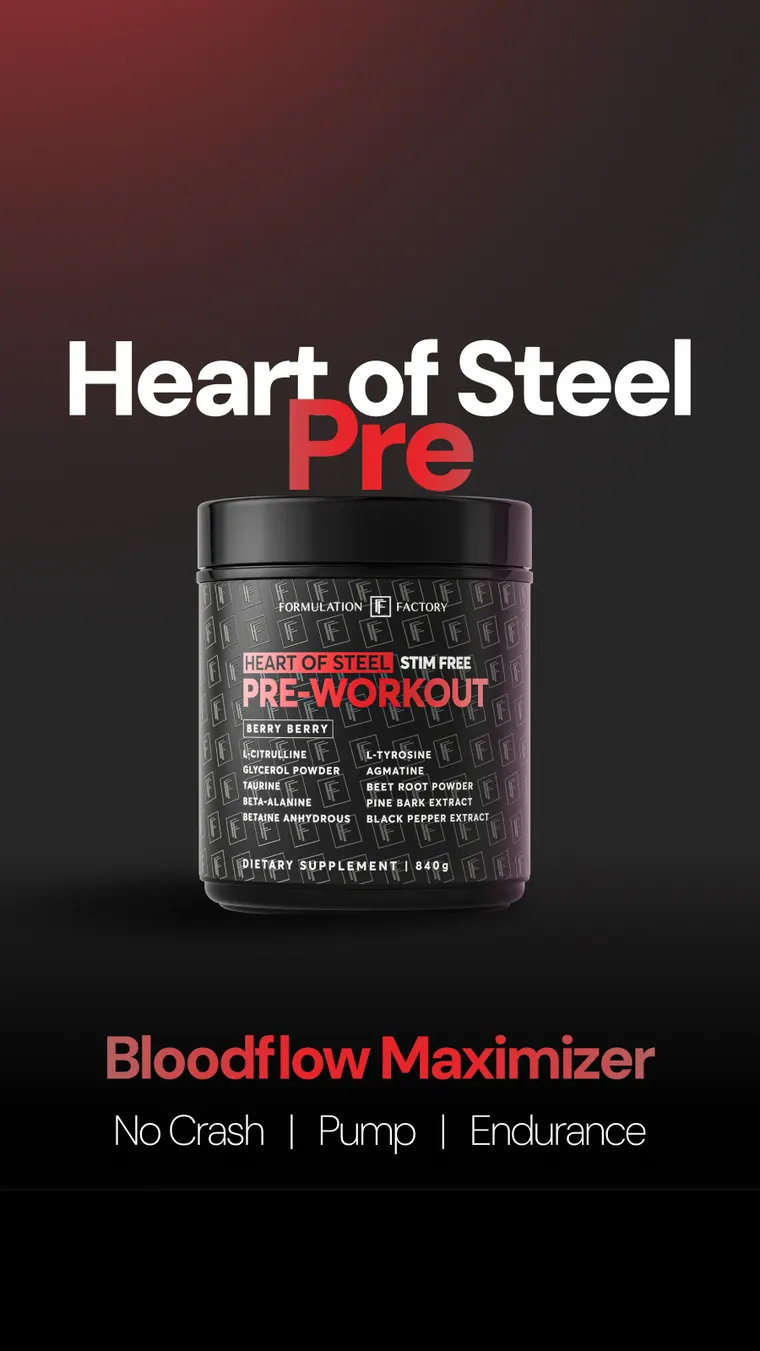 Heart of Steel
Pre
FORMULATION FF FACTORY
HEART OF STEEL STIM FREE
PRE-WORKOUT
BERRY BERRY
L-CITRULLINE
GLYCEROL POWDER
TAURINE
BETA-ALANINE
BETAINE ANHYDROUS
L-TYROSINE
AGMATINE
BEET ROOT POWDER
PINE BARK EXTRACT
BLACK PEPPER EXTRACT
DIETARY SUPPLEMENT | 840g
Bloodflow Maximizer
No Crash | Pump | Endurance